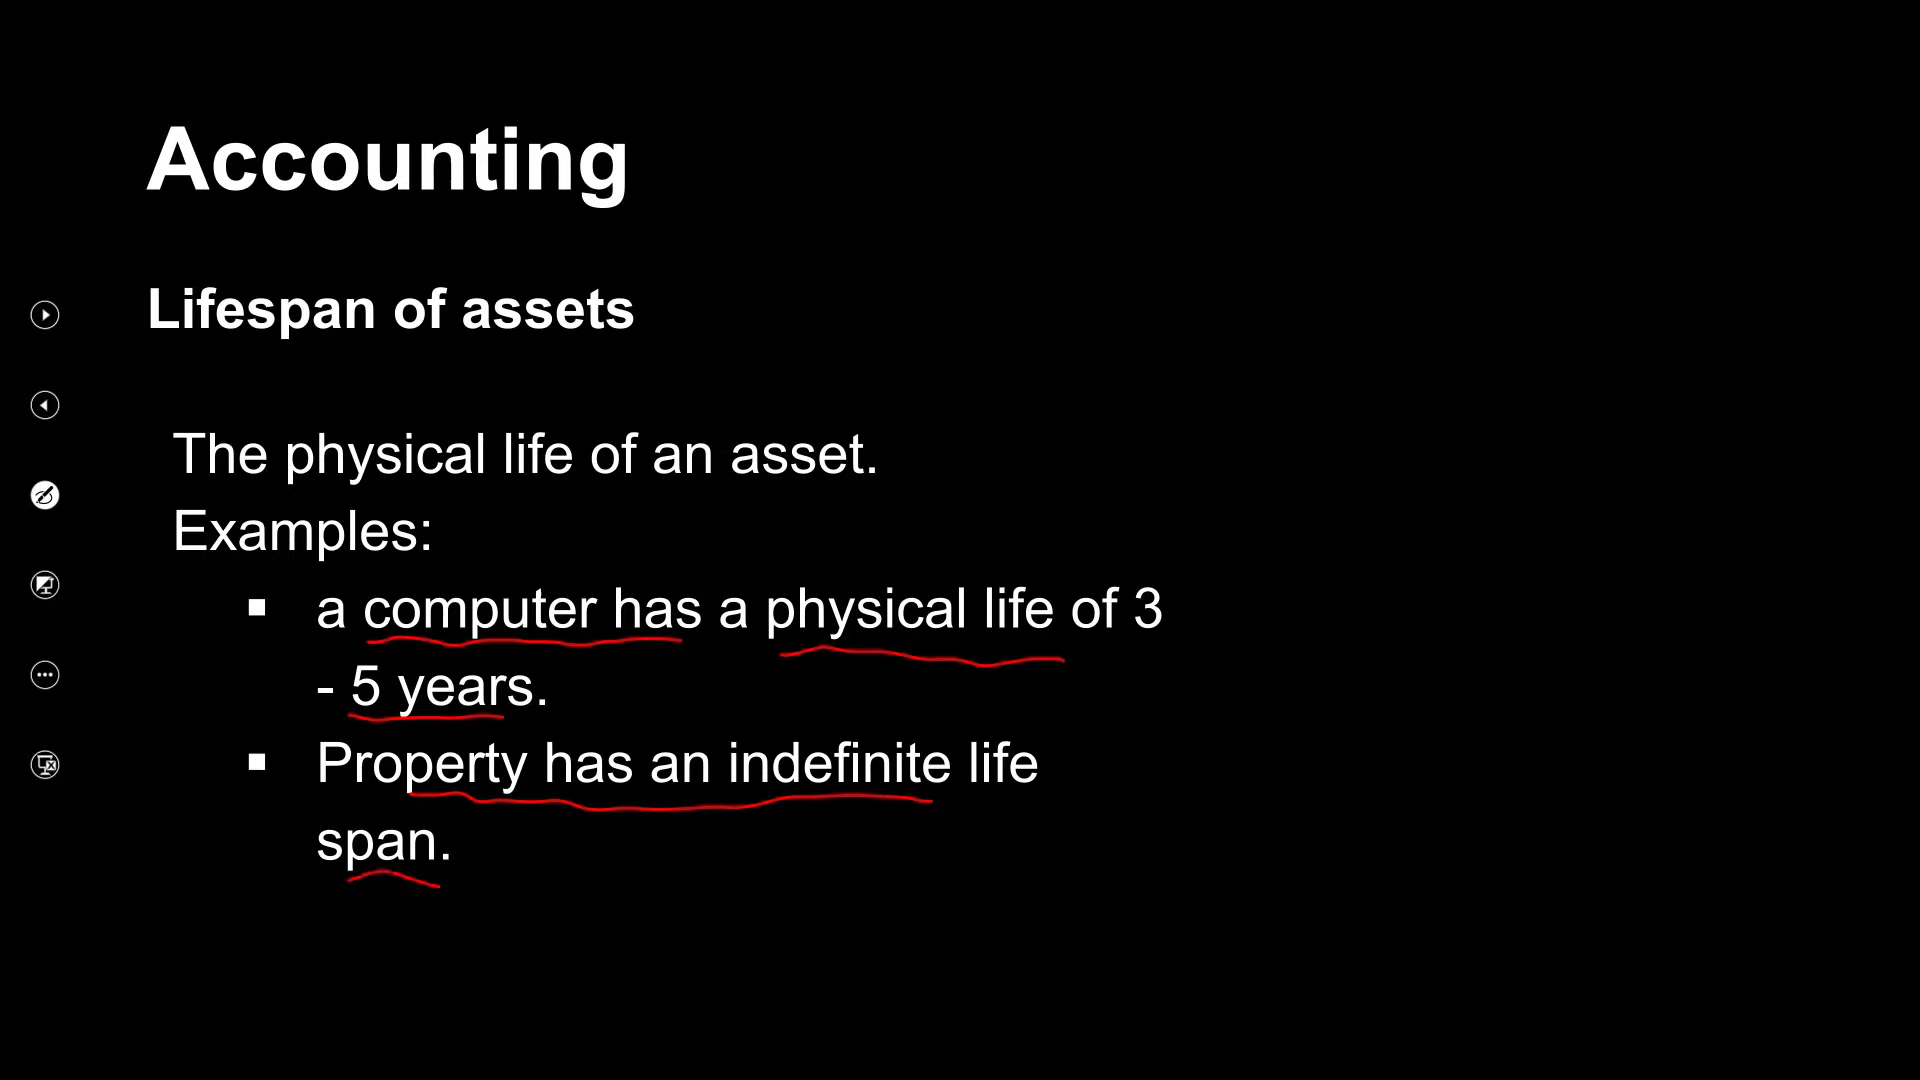 Accounting
Lifespan of assets
The physical life of an asset.
Examples:
▪ a computer has a physical life of 3
- 5 years.
▪ Property has an indefinite life
span.